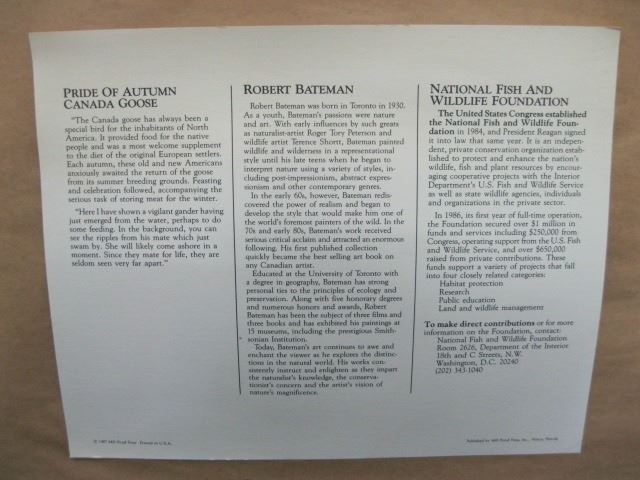 PRIDE OF AUTUMN
CANADA GOOSE
"The Canada goose has always been a
special bird for the inhabitants of North
America. It provided food for the native
people and was a most welcome supplement
to the diet of the original European settlers.
Each autumn, these old and new Americans
anxiously awaited the return of the goose
from its summer breeding grounds. Feasting
and celebration followed, accompanying the
serious task of storing meat for the winter.
"Here I have shown a vigilant gander having
just emerged from the water, perhaps to do
some feeding. In the background, you can
see the ripples from his mate which just
swam by. She will likely come ashore in a
moment. Since they mate for life, they are
seldom seen very far apart."
ROBERT BATEMAN
Robert Bateman was born in Toronto in 1930.
As a youth, Bateman's passions were nature
and art. With early influences by such greats
as naturalist-artist Roger Tory Peterson and
wildlife artist Terence Shortt, Bateman painted
wildlife and wilderness in a representational
style until his late teens when he began to
interpret nature using a variety of styles, in-
cluding post-impressionism, abstract expres-
sionism and other contemporary genres.
In the early 60s, however, Bateman redis-
covered the power of realism and began to
develop the style that would make him one of
the world's foremost painters of the wild. In the
70s and early 80s, Bateman's work received
serious critical acclaim and attracted an enormous
following. His first published collection
quickly became the best selling art book on
any Canadian artist.
Educated at the University of Toronto with
a degree in geography, Bateman has strong
personal ties to the principles of ecology and
preservation. Along with five honorary degrees
and numerous honors and awards, Robert
Bateman has been the subject of three films and
three books and has exhibited his paintings at
15 museums, including the prestigious Smith-
sonian Institution.
Today, Bateman's art continues to awe and
enchant the viewer as he explores the distinc-
tions in the natural world. His works con-
sistently instruct and enlighten as they impart
the naturalist's knowledge, the conserva-
tionist's concern and the artist's vision of
nature's magnificence.
NATIONAL FISH AND
WILDLIFE FOUNDATION
The United States Congress established
the National Fish and Wildlife Foun-
dation in 1984, and President Reagan signed
it into law that same year. It is an indepen-
dent, private conservation organization estab-
lished to protect and enhance the nation's
wildlife, fish and plant resources by encour-
aging cooperative projects with the Interior
Department's U.S. Fish and Wildlife Service
as well as state wildlife agencies, individuals
and organizations in the private sector.
In 1986, its first year of full-time operation,
the Foundation secured over $1 million in
funds and services including $250,000 from
Congress, operating support from the U.S. Fish
and Wildlife Service, and over $650,000
raised from private contributions. These
funds support a variety of projects that fall
into four closely related categories:
Habitat protection
Research
Public education
Land and wildlife management
To make direct contributions or for more
information on the Foundation, contact:
National Fish and Wildlife Foundation
Room 2626, Department of the Interior
18th and C Streets, N.W.
Washington, D.C. 20240
(202) 343-1040
© 1987 Mill Pond Press Printed in U.S.A.
Published by Mill Pond Press, Inc., Venice, Florida